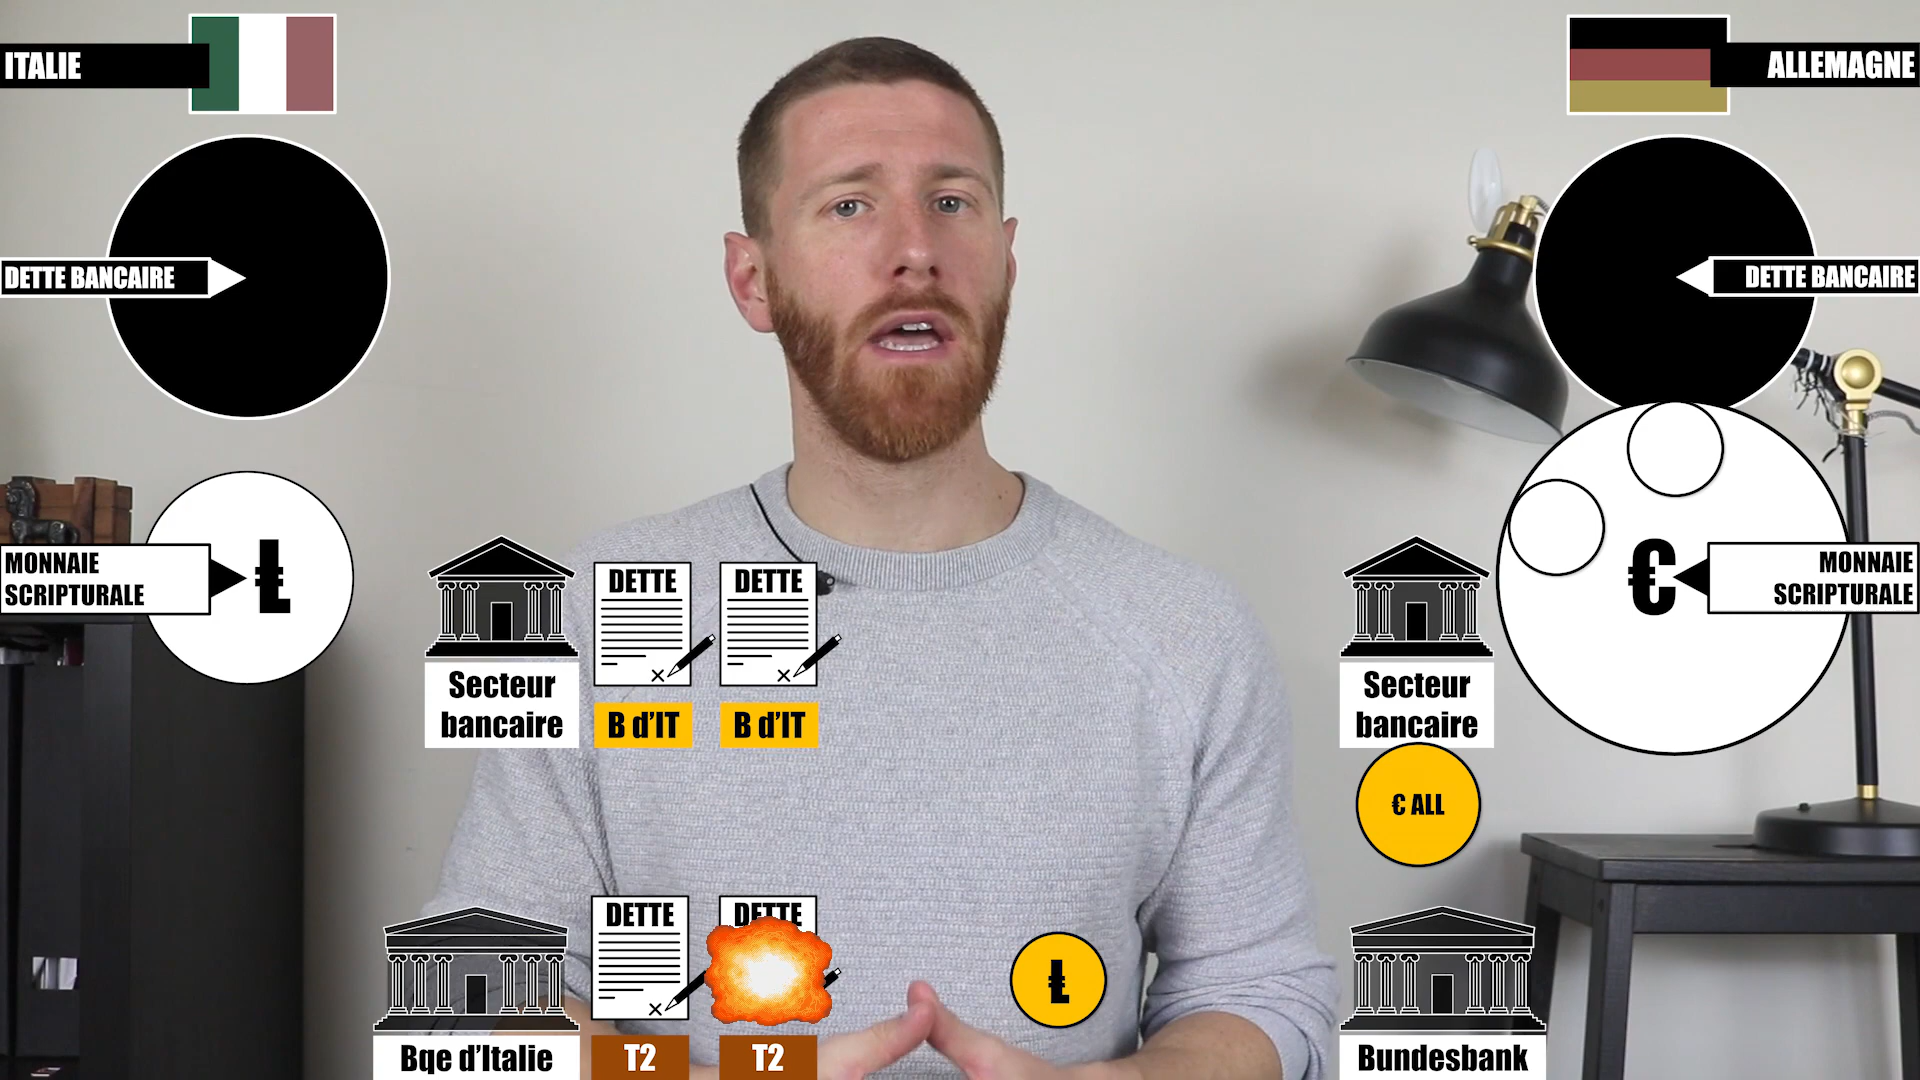 ITALIE
ALLEMAGNE
DETTE BANCAIRE
DETTE BANCAIRE
MONNAIE
SCRIPTURALE
Ł
€
MONNAIE
SCRIPTURALE
DETTE
DETTE
Secteur
bancaire
B d'IT
B d'IT
Secteur
bancaire
€ ALL
DETTE
DETTE
Ł
Bqe d'Italie
T2
T2
Bundesbank